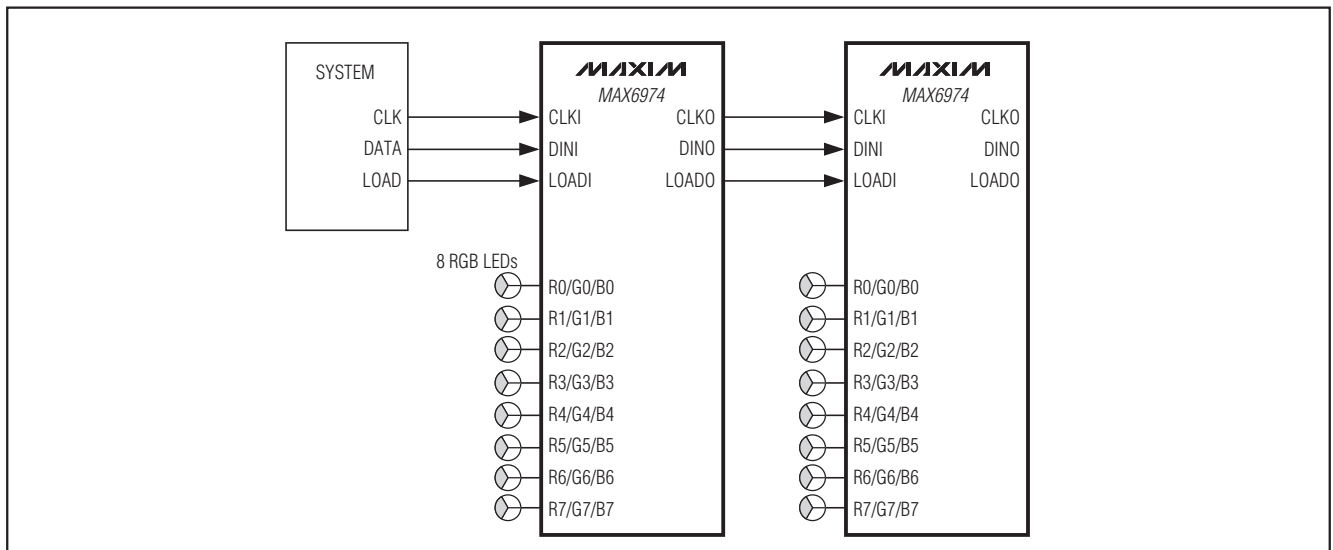 SYSTEM
CLK
DATA
LOAD
MAXIM
MAX6974
CLKI CLKO
DINI DINO
LOADI LOADO
8 RGB LEDs
R0/G0/B0
R1/G1/B1
R2/G2/B2
R3/G3/B3
R4/G4/B4
R5/G5/B5
R6/G6/B6
R7/G7/B7
MAXIM
MAX6974
CLKI CLKO
DINI DINO
LOADI LOADO
R0/G0/B0
R1/G1/B1
R2/G2/B2
R3/G3/B3
R4/G4/B4
R5/G5/B5
R6/G6/B6
R7/G7/B7